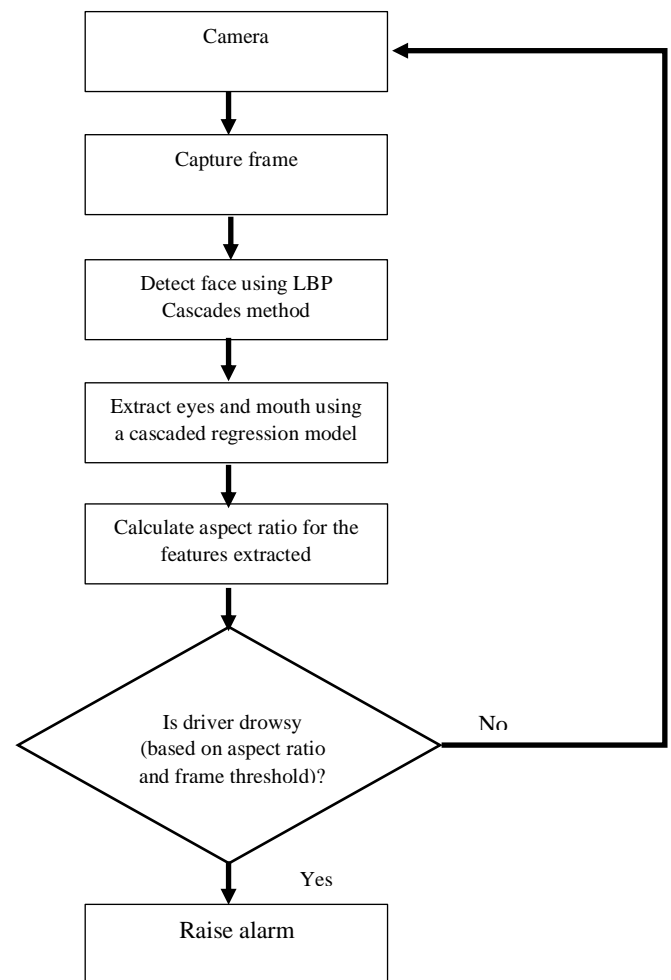 Camera
Capture frame
Detect face using LBP
Cascades method
Extract eyes and mouth using
a cascaded regression model
Calculate aspect ratio for the
features extracted
Is driver drowsy
(based on aspect ratio
and frame threshold)?
No
Yes
Raise alarm